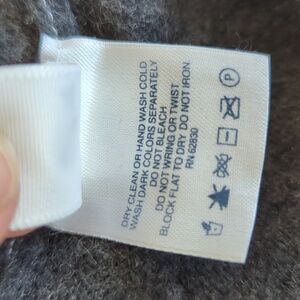 DRY CLEAN OR HAND WASH COLD
WASH DARK COLORS SEPARATELY
DO NOT BLEACH
DO NOT WRING OR TWIST
BLOCK FLAT TO DRY DO NOT IRON
RN 62830
P